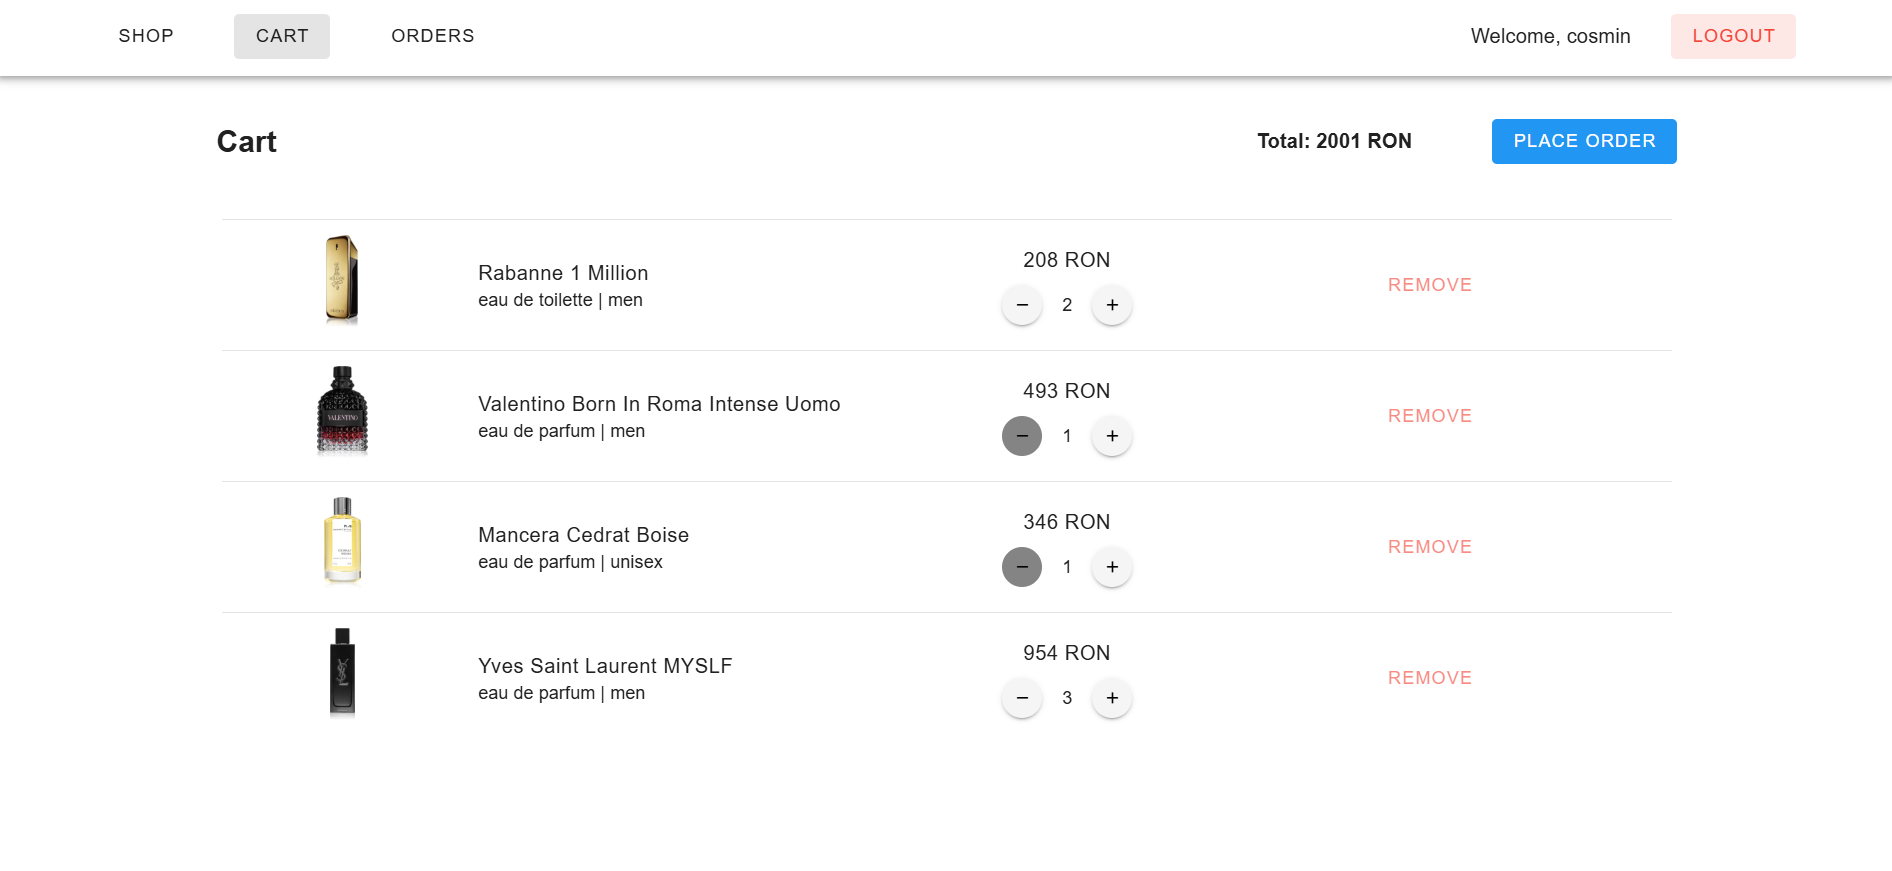 SHOP CART ORDERS Welcome, cosmin LOGOUT
Cart Total: 2001 RON PLACE ORDER
Rabanne 1 Million
eau de toilette | men
208 RON
− 2 +
REMOVE
VALENTINO
Valentino Born In Roma Intense Uomo
eau de parfum | men
493 RON
− 1 +
REMOVE
Mancera Cedrat Boise
eau de parfum | unisex
346 RON
− 1 +
REMOVE
Yves Saint Laurent MYSLF
eau de parfum | men
954 RON
− 3 +
REMOVE